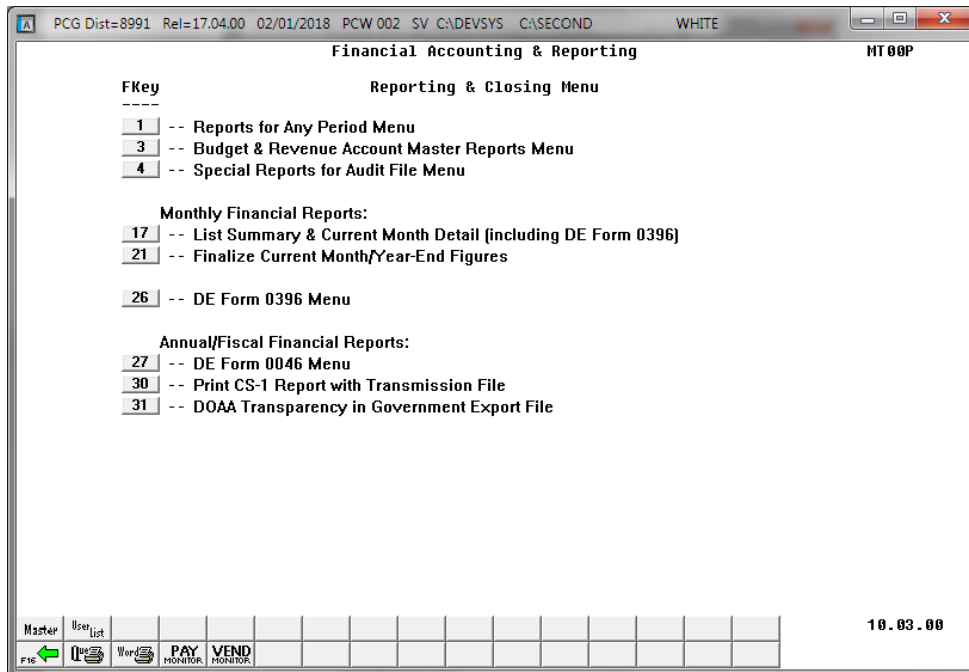 A PCG Dist=8991 Rel=17.04.00 02/01/2018 PCW 002 SV C:\DEVSYS C:\SECOND WHITE
Financial Accounting & Reporting MT00P
FKey Reporting & Closing Menu
----
1 -- Reports for Any Period Menu
3 -- Budget & Revenue Account Master Reports Menu
4 -- Special Reports for Audit File Menu
Monthly Financial Reports:
17 -- List Summary & Current Month Detail (including DE Form 0396)
21 -- Finalize Current Month/Year-End Figures
26 -- DE Form 0396 Menu
Annual/Fiscal Financial Reports:
27 -- DE Form 0046 Menu
30 -- Print CS-1 Report with Transmission File
31 -- DOAA Transparency in Government Export File
Master User List 10.03.00
F16 Que Word PAY MONITOR VEND MONITOR